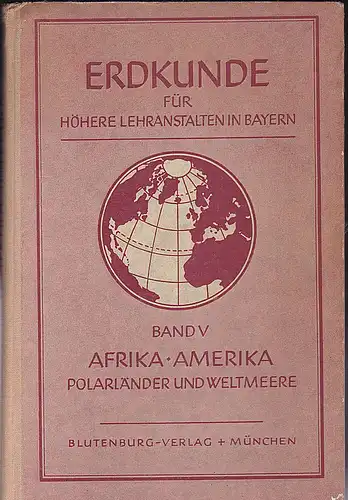 ERDKUNDE
FÜR
HÖHERE LEHRANSTALTEN IN BAYERN
BAND V
AFRIKA · AMERIKA
POLARLÄNDER UND WELTMEERE
BLUTENBURG-VERLAG + MÜNCHEN